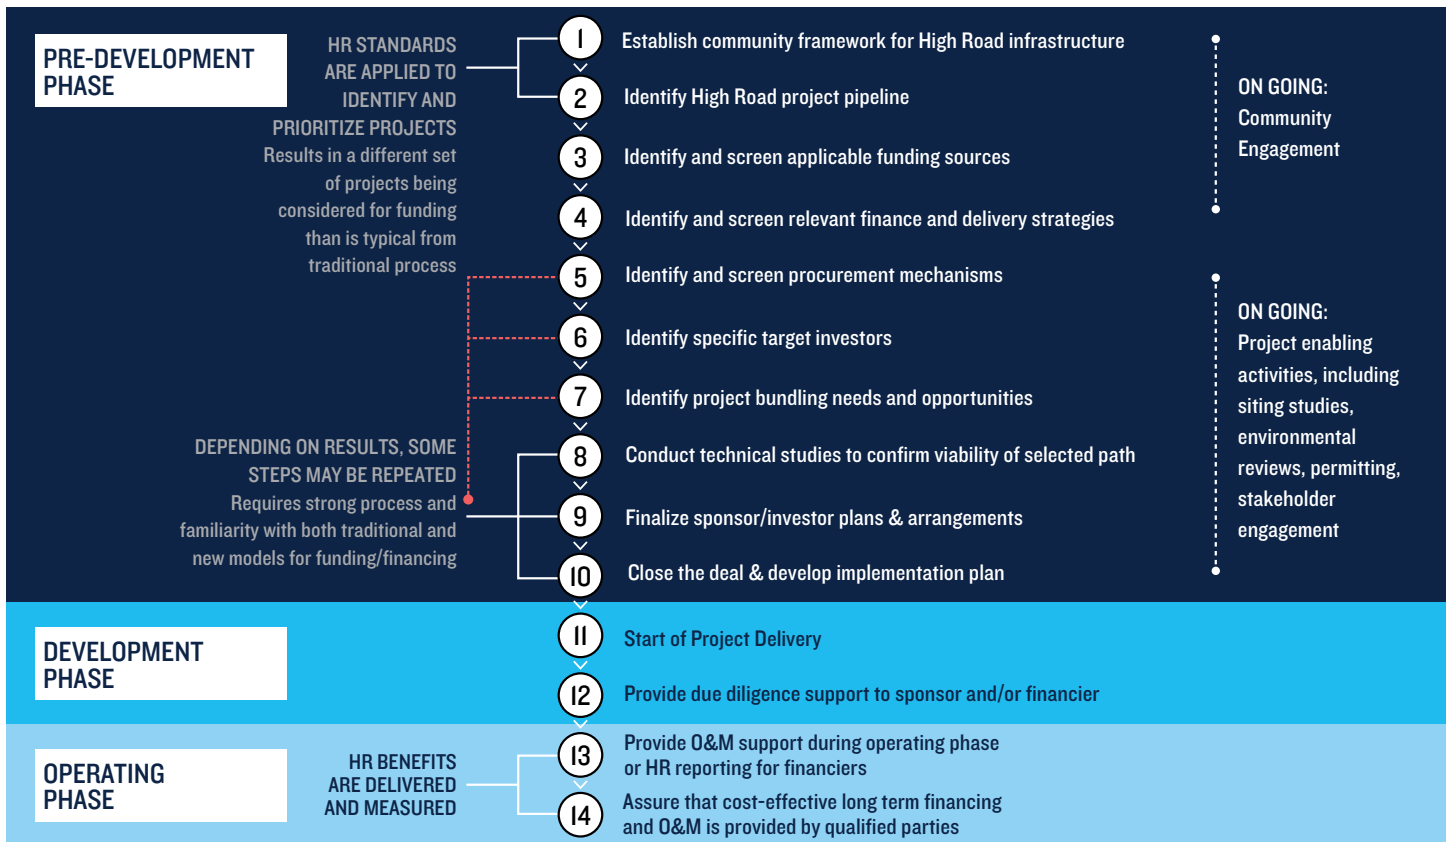 PRE-DEVELOPMENT
PHASE
HR STANDARDS
ARE APPLIED TO
IDENTIFY AND
PRIORITIZE PROJECTS
Results in a different set
of projects being
considered for funding
than is typical from
traditional process
DEPENDING ON RESULTS, SOME
STEPS MAY BE REPEATED
Requires strong process and
familiarity with both traditional and
new models for funding/financing
1 Establish community framework for High Road infrastructure
2 Identify High Road project pipeline
3 Identify and screen applicable funding sources
4 Identify and screen relevant finance and delivery strategies
5 Identify and screen procurement mechanisms
6 Identify specific target investors
7 Identify project bundling needs and opportunities
8 Conduct technical studies to confirm viability of selected path
9 Finalize sponsor/investor plans & arrangements
10 Close the deal & develop implementation plan
ON GOING:
Community
Engagement
ON GOING:
Project enabling
activities, including
siting studies,
environmental
reviews, permitting,
stakeholder
engagement
DEVELOPMENT
PHASE
11 Start of Project Delivery
12 Provide due diligence support to sponsor and/or financier
OPERATING
PHASE
HR BENEFITS
ARE DELIVERED
AND MEASURED
13 Provide O&M support during operating phase
or HR reporting for financiers
14 Assure that cost-effective long term financing
and O&M is provided by qualified parties